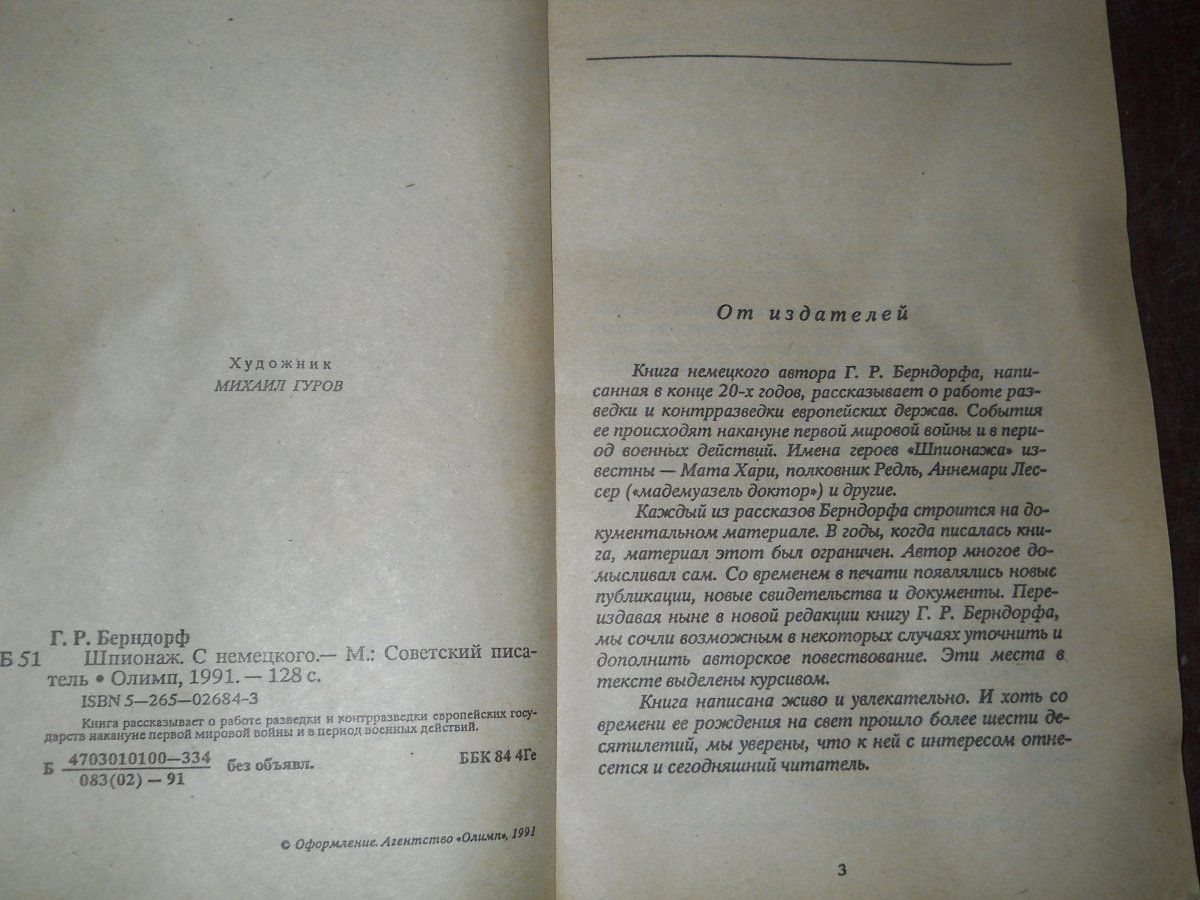 Художник
МИХАИЛ ГУРОВ
Г. Р. Берндорф
Б 51 Шпионаж. С немецкого.— М.: Советский писа-
тель • Олимп, 1991. — 128 с.
ISBN 5—265—02684—3
Книга рассказывает о работе разведки и контрразведки европейских госу-
дарств накануне первой мировой войны и в период военных действий.
Б 4703010100—334
083(02) — 91
без объявл.
ББК 84 4Ге
© Оформление. Агентство «Олимп», 1991
От издателей
Книга немецкого автора Г. Р. Берндорфа, напи-
санная в конце 20-х годов, рассказывает о работе раз-
ведки и контрразведки европейских держав. События
ее происходят накануне первой мировой войны и в пери-
од военных действий. Имена героев «Шпионажа» из-
вестны — Мата Хари, полковник Редль, Аннемари Лес-
сер («мадемуазель доктор») и другие.
Каждый из рассказов Берндорфа строится на до-
кументальном материале. В годы, когда писалась кни-
га, материал этот был ограничен. Автор многое до-
мысливал сам. Со временем в печати появлялись новые
публикации, новые свидетельства и документы. Пере-
издавая ныне в новой редакции книгу Г. Р. Берндорфа,
мы сочли возможным в некоторых случаях уточнить и
дополнить авторское повествование. Эти места в
тексте выделены курсивом.
Книга написана живо и увлекательно. И хоть со
времени ее рождения на свет прошло более шести де-
сятилетий, мы уверены, что к ней с интересом отне-
сется и сегодняшний читатель.
3